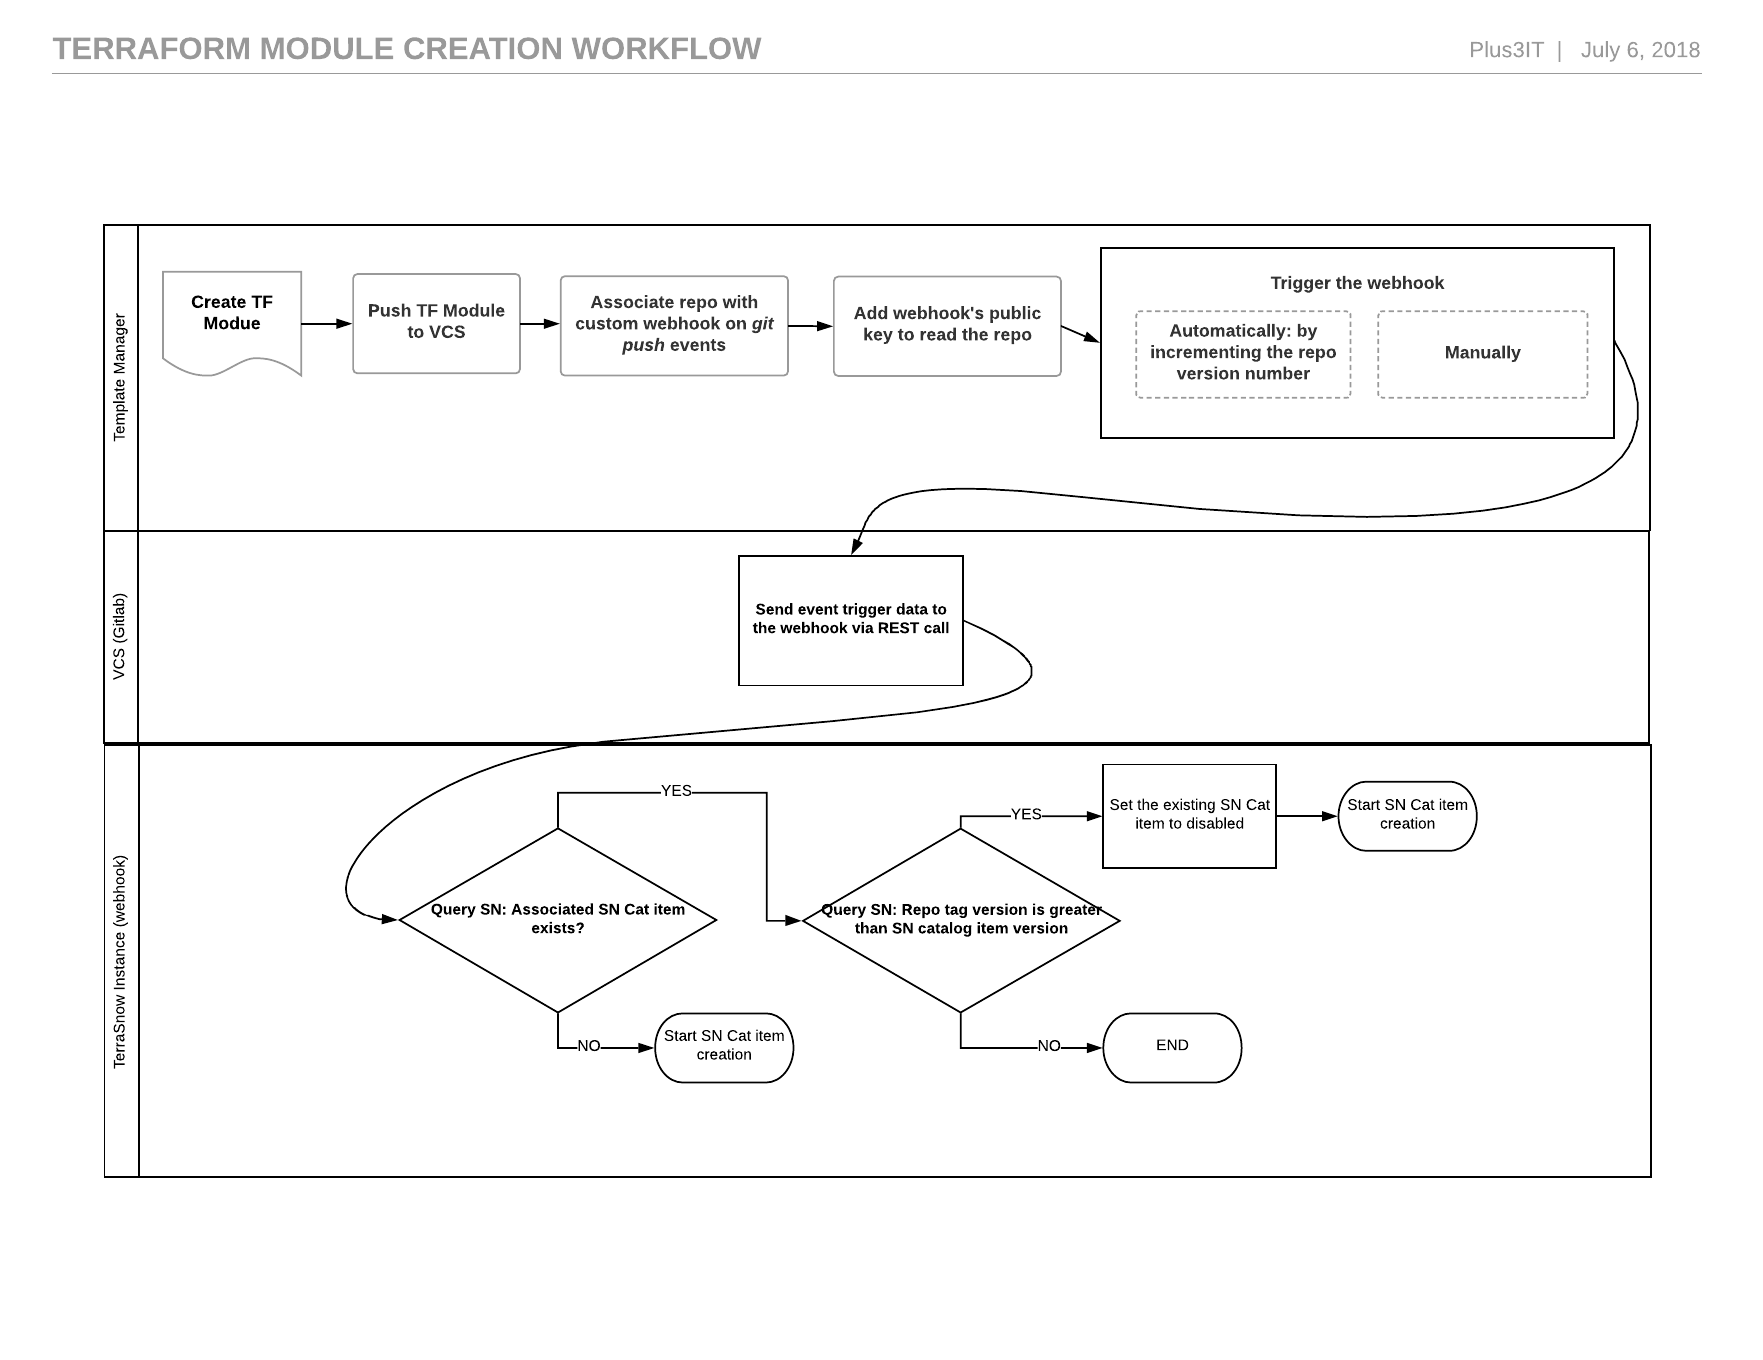 TERRAFORM MODULE CREATION WORKFLOW
Plus3IT | July 6, 2018
Template Manager
Create TF
Modue
Push TF Module
to VCS
Associate repo with
custom webhook on git
push events
Add webhook's public
key to read the repo
Trigger the webhook
Automatically: by
incrementing the repo
version number
Manually
VCS (Gitlab)
Send event trigger data to
the webhook via REST call
TerraSnow Instance (webhook)
Query SN: Associated SN Cat item
exists?
YES
NO
Start SN Cat item
creation
Query SN: Repo tag version is greater
than SN catalog item version
YES
Set the existing SN Cat
item to disabled
Start SN Cat item
creation
NO
END